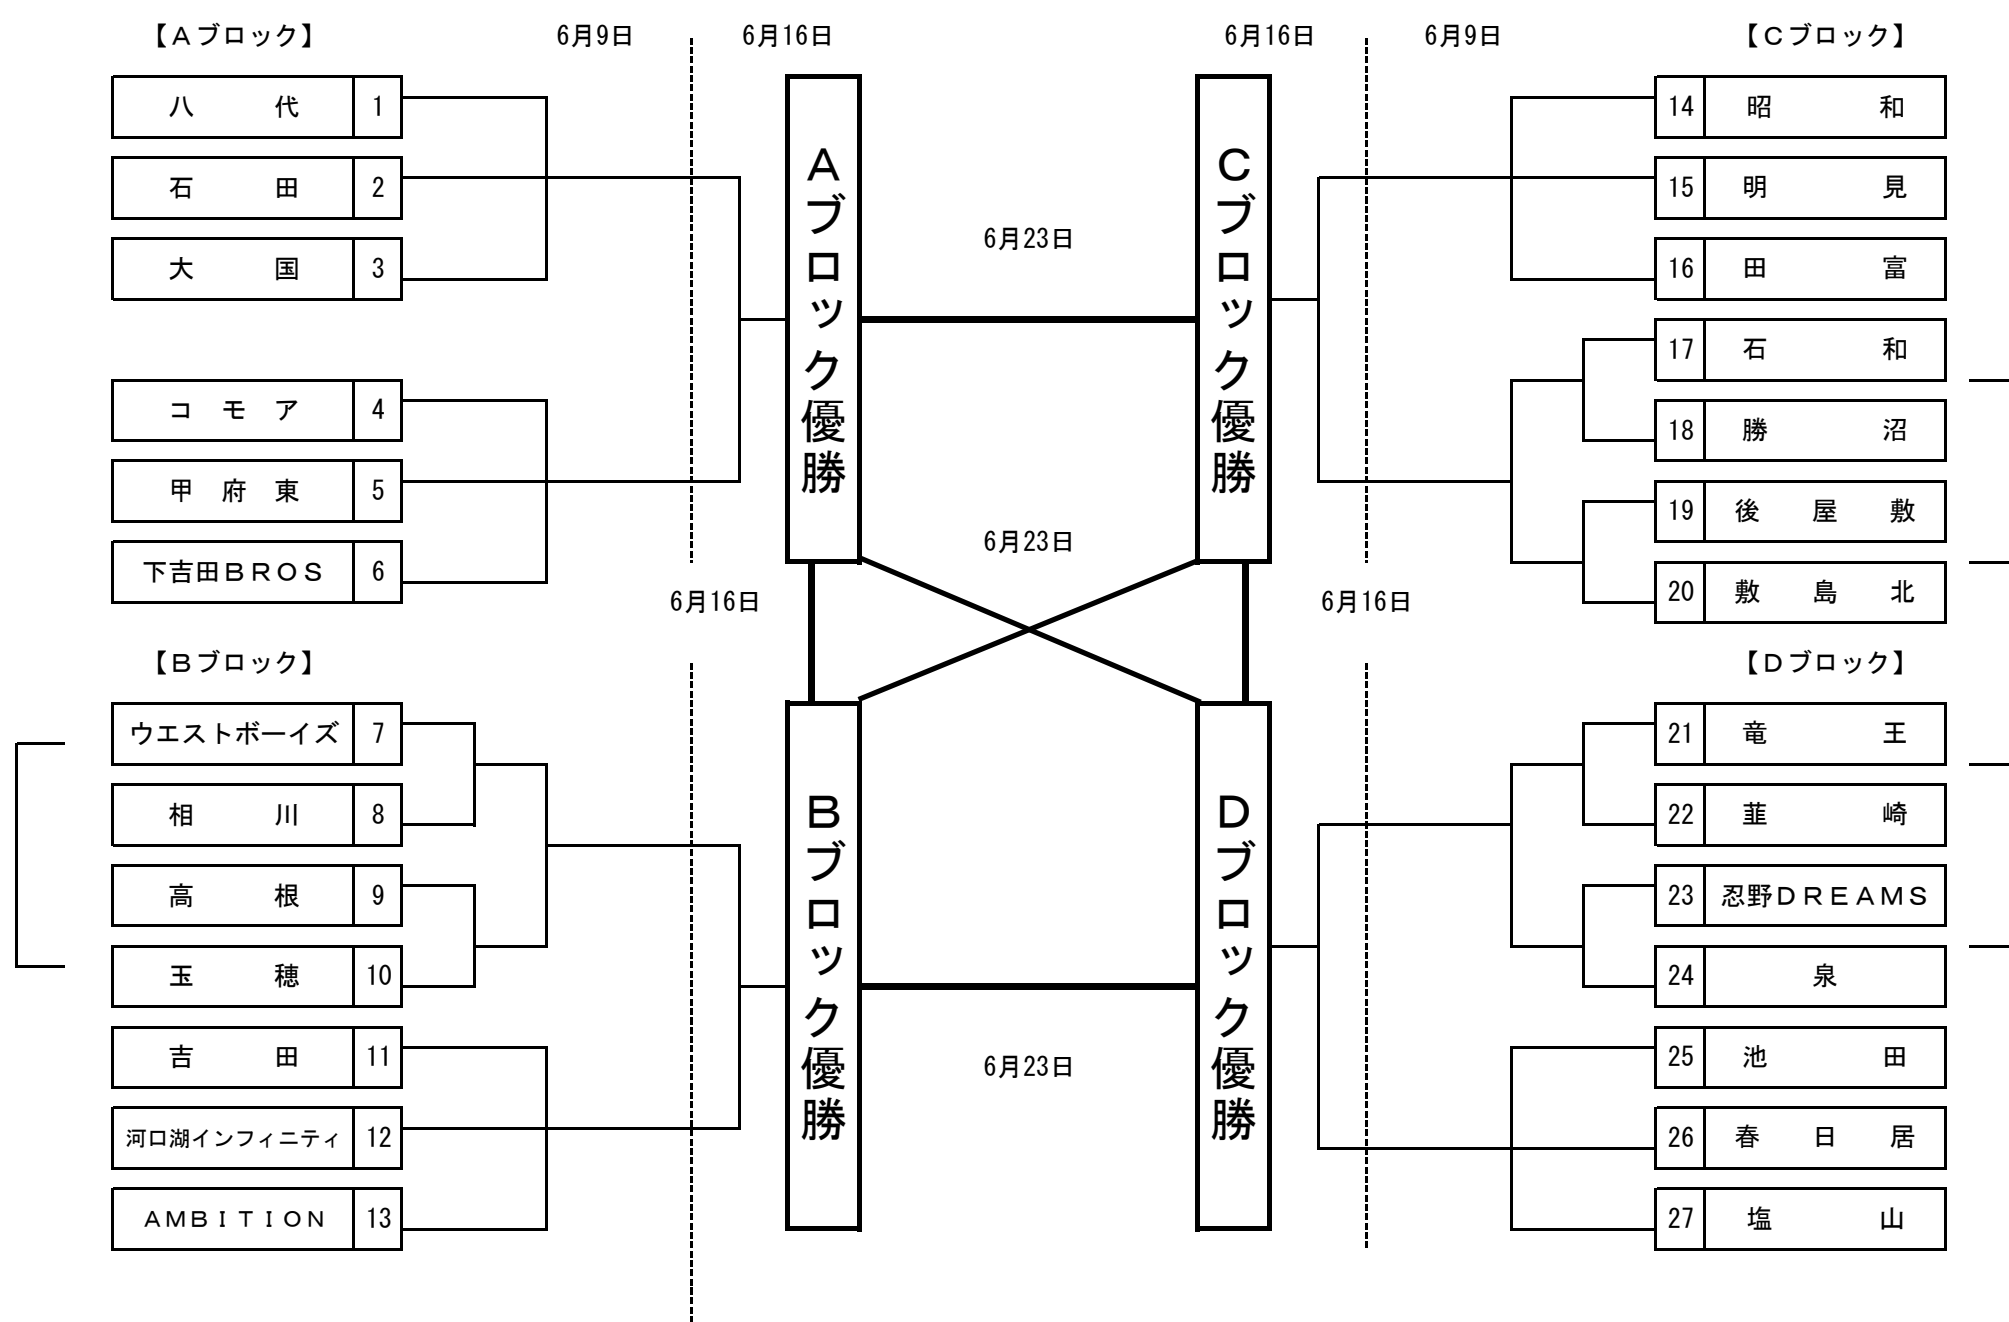 【Aブロック】
6月9日
6月16日
6月16日
6月9日
【Cブロック】
八代 1
石田 2
大国 3
コモア 4
甲府東 5
下吉田BROS 6
Aブロック優勝
6月23日
6月23日
Cブロック優勝
14 昭和
15 明見
16 田富
17 石和
18 勝沼
19 後屋敷
20 敷島北
6月16日
6月16日
【Bブロック】
【Dブロック】
ウエストボーイズ 7
相川 8
高根 9
玉穂 10
吉田 11
河口湖インフィニティ 12
AMBITION 13
Bブロック優勝
6月23日
Dブロック優勝
21 竜王
22 韮崎
23 忍野DREAMS
24 泉
25 池田
26 春日居
27 塩山